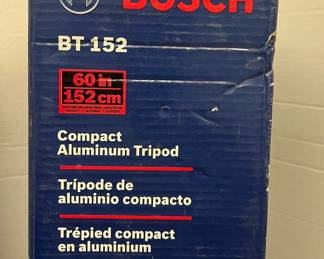 BOSCH
BT 152
60 in
152 cm
Compact
Aluminum Tripod
Trípode de
aluminio compacto
Trépied compact
en aluminium